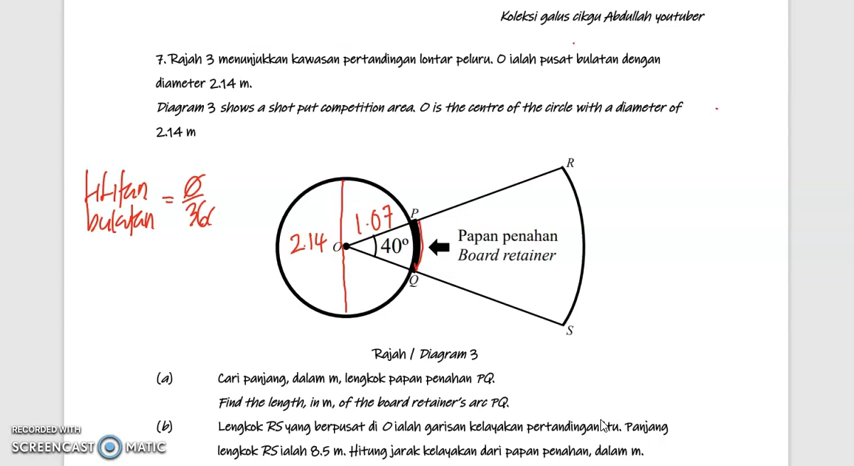 Koleksi galus cikgu Abdullah youtuber
7. Rajah 3 menunjukkan kawasan pertandingan lontar peluru. O ialah pusat bulatan dengan
diameter 2.14 m.
Diagram 3 shows a shot put competition area. O is the centre of the circle with a diameter of
2.14 m
R
Lilitan
bulatan
=
Ø
360
P
1.07
2.14
O
40°
Papan penahan
Board retainer
Q
S
Rajah / Diagram 3
(a) Cari panjang, dalam m, lengkok papan penahan PQ.
Find the length, in m, of the board retainer's arc PQ.
(b) Lengkok RS yang berpusat di O ialah garisan kelayakan pertandingan itu. Panjang
lengkok RS ialah 8.5 m. Hitung jarak kelayakan dari papan penahan, dalam m.
RECORDED WITH
SCREENCAST MATIC